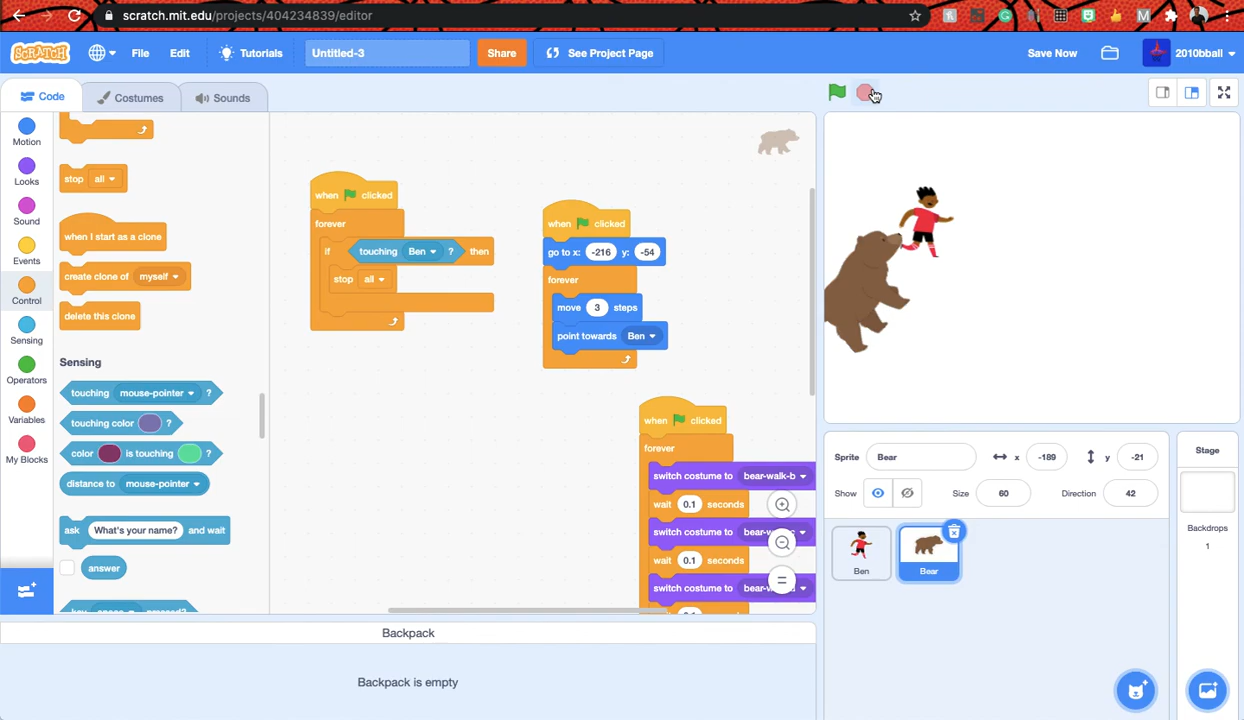 scratch.mit.edu/projects/404234839/editor
SCRATCH File Edit Tutorials Untitled-3 Share See Project Page Save Now 2010bball
Code Costumes Sounds
Motion
Looks
Sound
Events
Control
Sensing
Operators
Variables
My Blocks
stop all
when I start as a clone
create clone of myself
delete this clone
Sensing
touching mouse-pointer ?
touching color ?
color is touching ?
distance to mouse-pointer
ask What's your name? and wait
answer
when clicked
forever
if touching Ben ? then
stop all
when clicked
go to x: -216 y: -54
forever
move 3 steps
point towards Ben
when clicked
forever
switch costume to bear-walk-b
wait 0.1 seconds
switch costume to
wait 0.1 seconds
switch costume to
Sprite Bear x -189 y -21
Show Size 60 Direction 42
Ben
Bear
Stage
Backdrops
1
Backpack
Backpack is empty